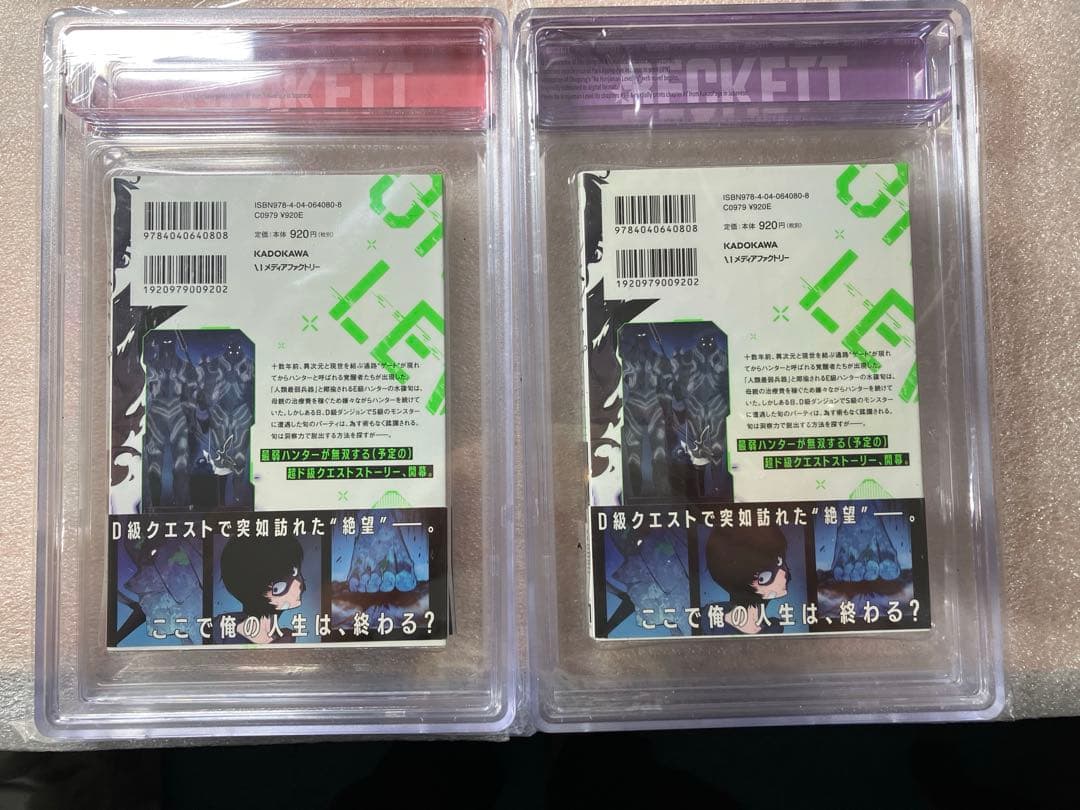 BECKETT
ISBN978-4-04-064080-8
C0979 ¥920E
定価:本体 920円(税別)
KADOKAWA
メディアファクトリー
9784040640808
1920979009202
LE
十数年前、異次元と現世を結ぶ通路“ゲート”が現れ
てからハンターと呼ばれる覚醒者たちが出現した。
「人類最弱兵器」と揶揄されるE級ハンターの水篠旬は、
母親の治療費を稼ぐため嫌々ながらハンターを続けて
いた。しかしある日、D級ダンジョンでS級のモンスター
に遭遇した旬のパーティは、為す術もなく蹂躙される。
旬は洞察力で脱出する方法を探すが――。
最弱ハンターが無双する(予定の)
超ド級クエストストーリー、開幕。
D級クエストで突如訪れた“絶望”――。
ここで俺の人生は、終わる?
BECKETT
ISBN978-4-04-064080-8
C0979 ¥920E
定価:本体 920円(税別)
KADOKAWA
メディアファクトリー
9784040640808
1920979009202
LE
十数年前、異次元と現世を結ぶ通路“ゲート”が現れ
てからハンターと呼ばれる覚醒者たちが出現した。
「人類最弱兵器」と揶揄されるE級ハンターの水篠旬は、
母親の治療費を稼ぐため嫌々ながらハンターを続けて
いた。しかしある日、D級ダンジョンでS級のモンスター
に遭遇した旬のパーティは、為す術もなく蹂躙される。
旬は洞察力で脱出する方法を探すが――。
最弱ハンターが無双する(予定の)
超ド級クエストストーリー、開幕。
D級クエストで突如訪れた“絶望”――。
ここで俺の人生は、終わる?